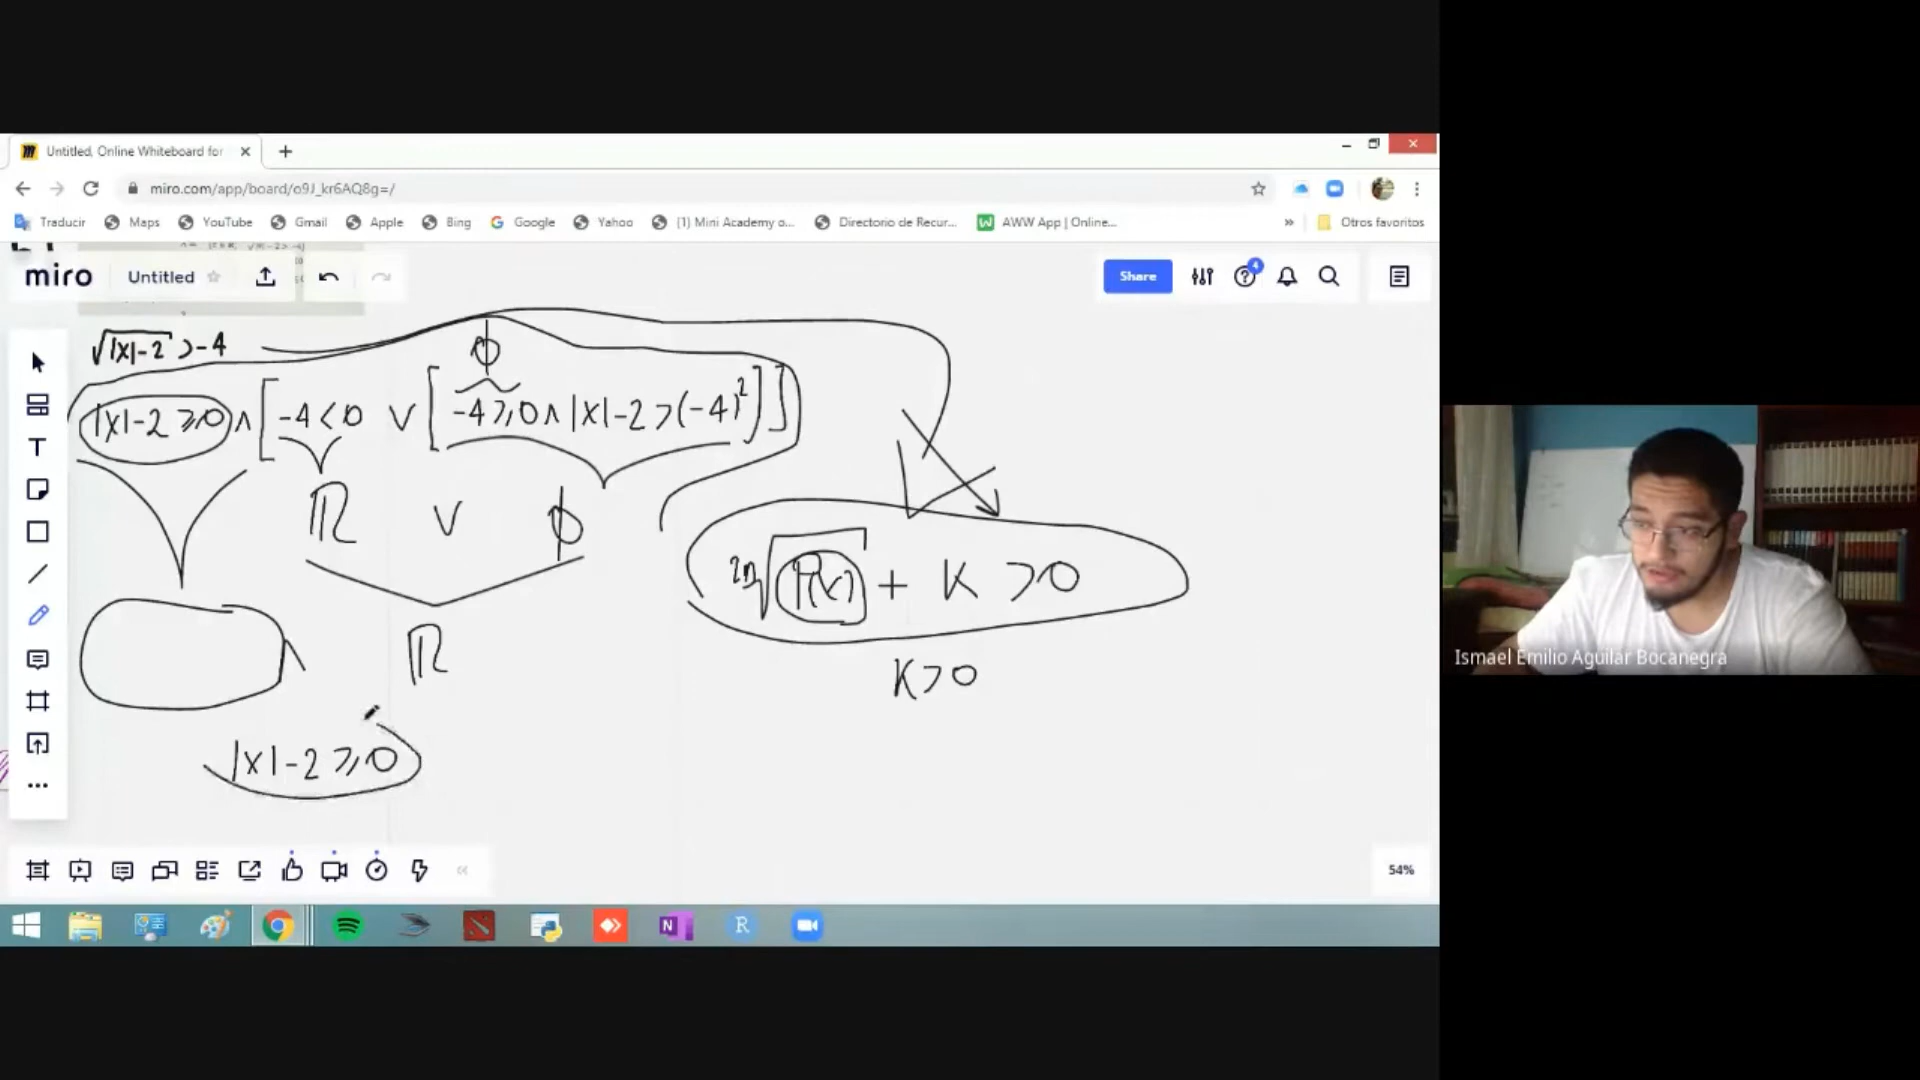 Untitled, Online Whiteboard for
miro.com/app/board/o9J_kr6AQ8g=/
Traducir Maps YouTube Gmail Apple Bing Google Yahoo (1) Mini Academy o... Directorio de Recur... AWW App | Online... » Otros favoritos
miro Untitled Share 4
√|x|-2 > -4
ϕ
|x|-2 ≥ 0 ∧ [-4 < 0 ∨ [-4 ≥ 0 ∧ |x|-2 > (-4)²]]
ℝ ∨ ϕ
²ⁿ√P(x) + K > 0
∧ ℝ
K > 0
|x|-2 ≥ 0
54%
Ismael Emilio Aguilar Bocanegra